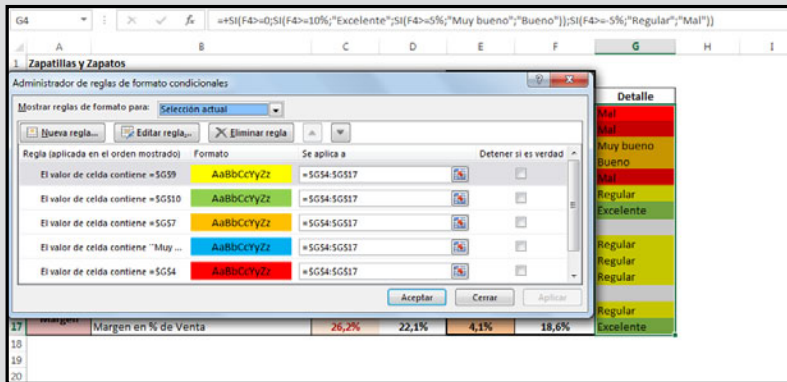 G4 fx =+SI(F4>=0;SI(F4>=10%;"Excelente";SI(F4>=5%;"Muy bueno";"Bueno"));SI(F4>=-5%;"Regular";"Mal"))
A B C D E F G H I
1 Zapatillas y Zapatos
Administrador de reglas de formato condicionales
Mostrar reglas de formato para: Selección actual
Detalle
Mal
Nueva regla... Editar regla... Eliminar regla
Mal
Muy bueno
Regla (aplicada en el orden mostrado) Formato Se aplica a Detener si es verdad
Bueno
El valor de celda contiene =$G$9 AaBbCcYyZz =$G$4:$G$17
Mal
El valor de celda contiene =$G$10 AaBbCcYyZz =$G$4:$G$17
Regular
Excelente
El valor de celda contiene =$G$7 AaBbCcYyZz =$G$4:$G$17
El valor de celda contiene "Muy ... AaBbCcYyZz =$G$4:$G$17
Regular
Regular
El valor de celda contiene =$G$4 AaBbCcYyZz =$G$4:$G$17
Regular
Aceptar Cerrar Aplicar
Regular
17 Margen Margen en % de Venta 26,2% 22,1% 4,1% 18,6% Excelente
18
19
20